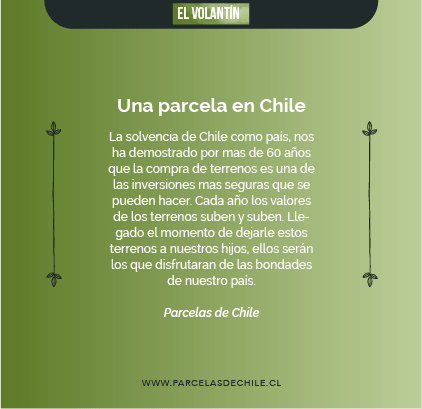 EL VOLANTÍN
Una parcela en Chile
La solvencia de Chile como país, nos
ha demostrado por mas de 60 años
que la compra de terrenos es una de
las inversiones mas seguras que se
pueden hacer. Cada año los valores
de los terrenos suben y suben. Lle-
gado el momento de dejarle estos
terrenos a nuestros hijos, ellos serán
los que disfrutaran de las bondades
de nuestro país.
Parcelas de Chile
WWW.PARCELASDECHILE.CL